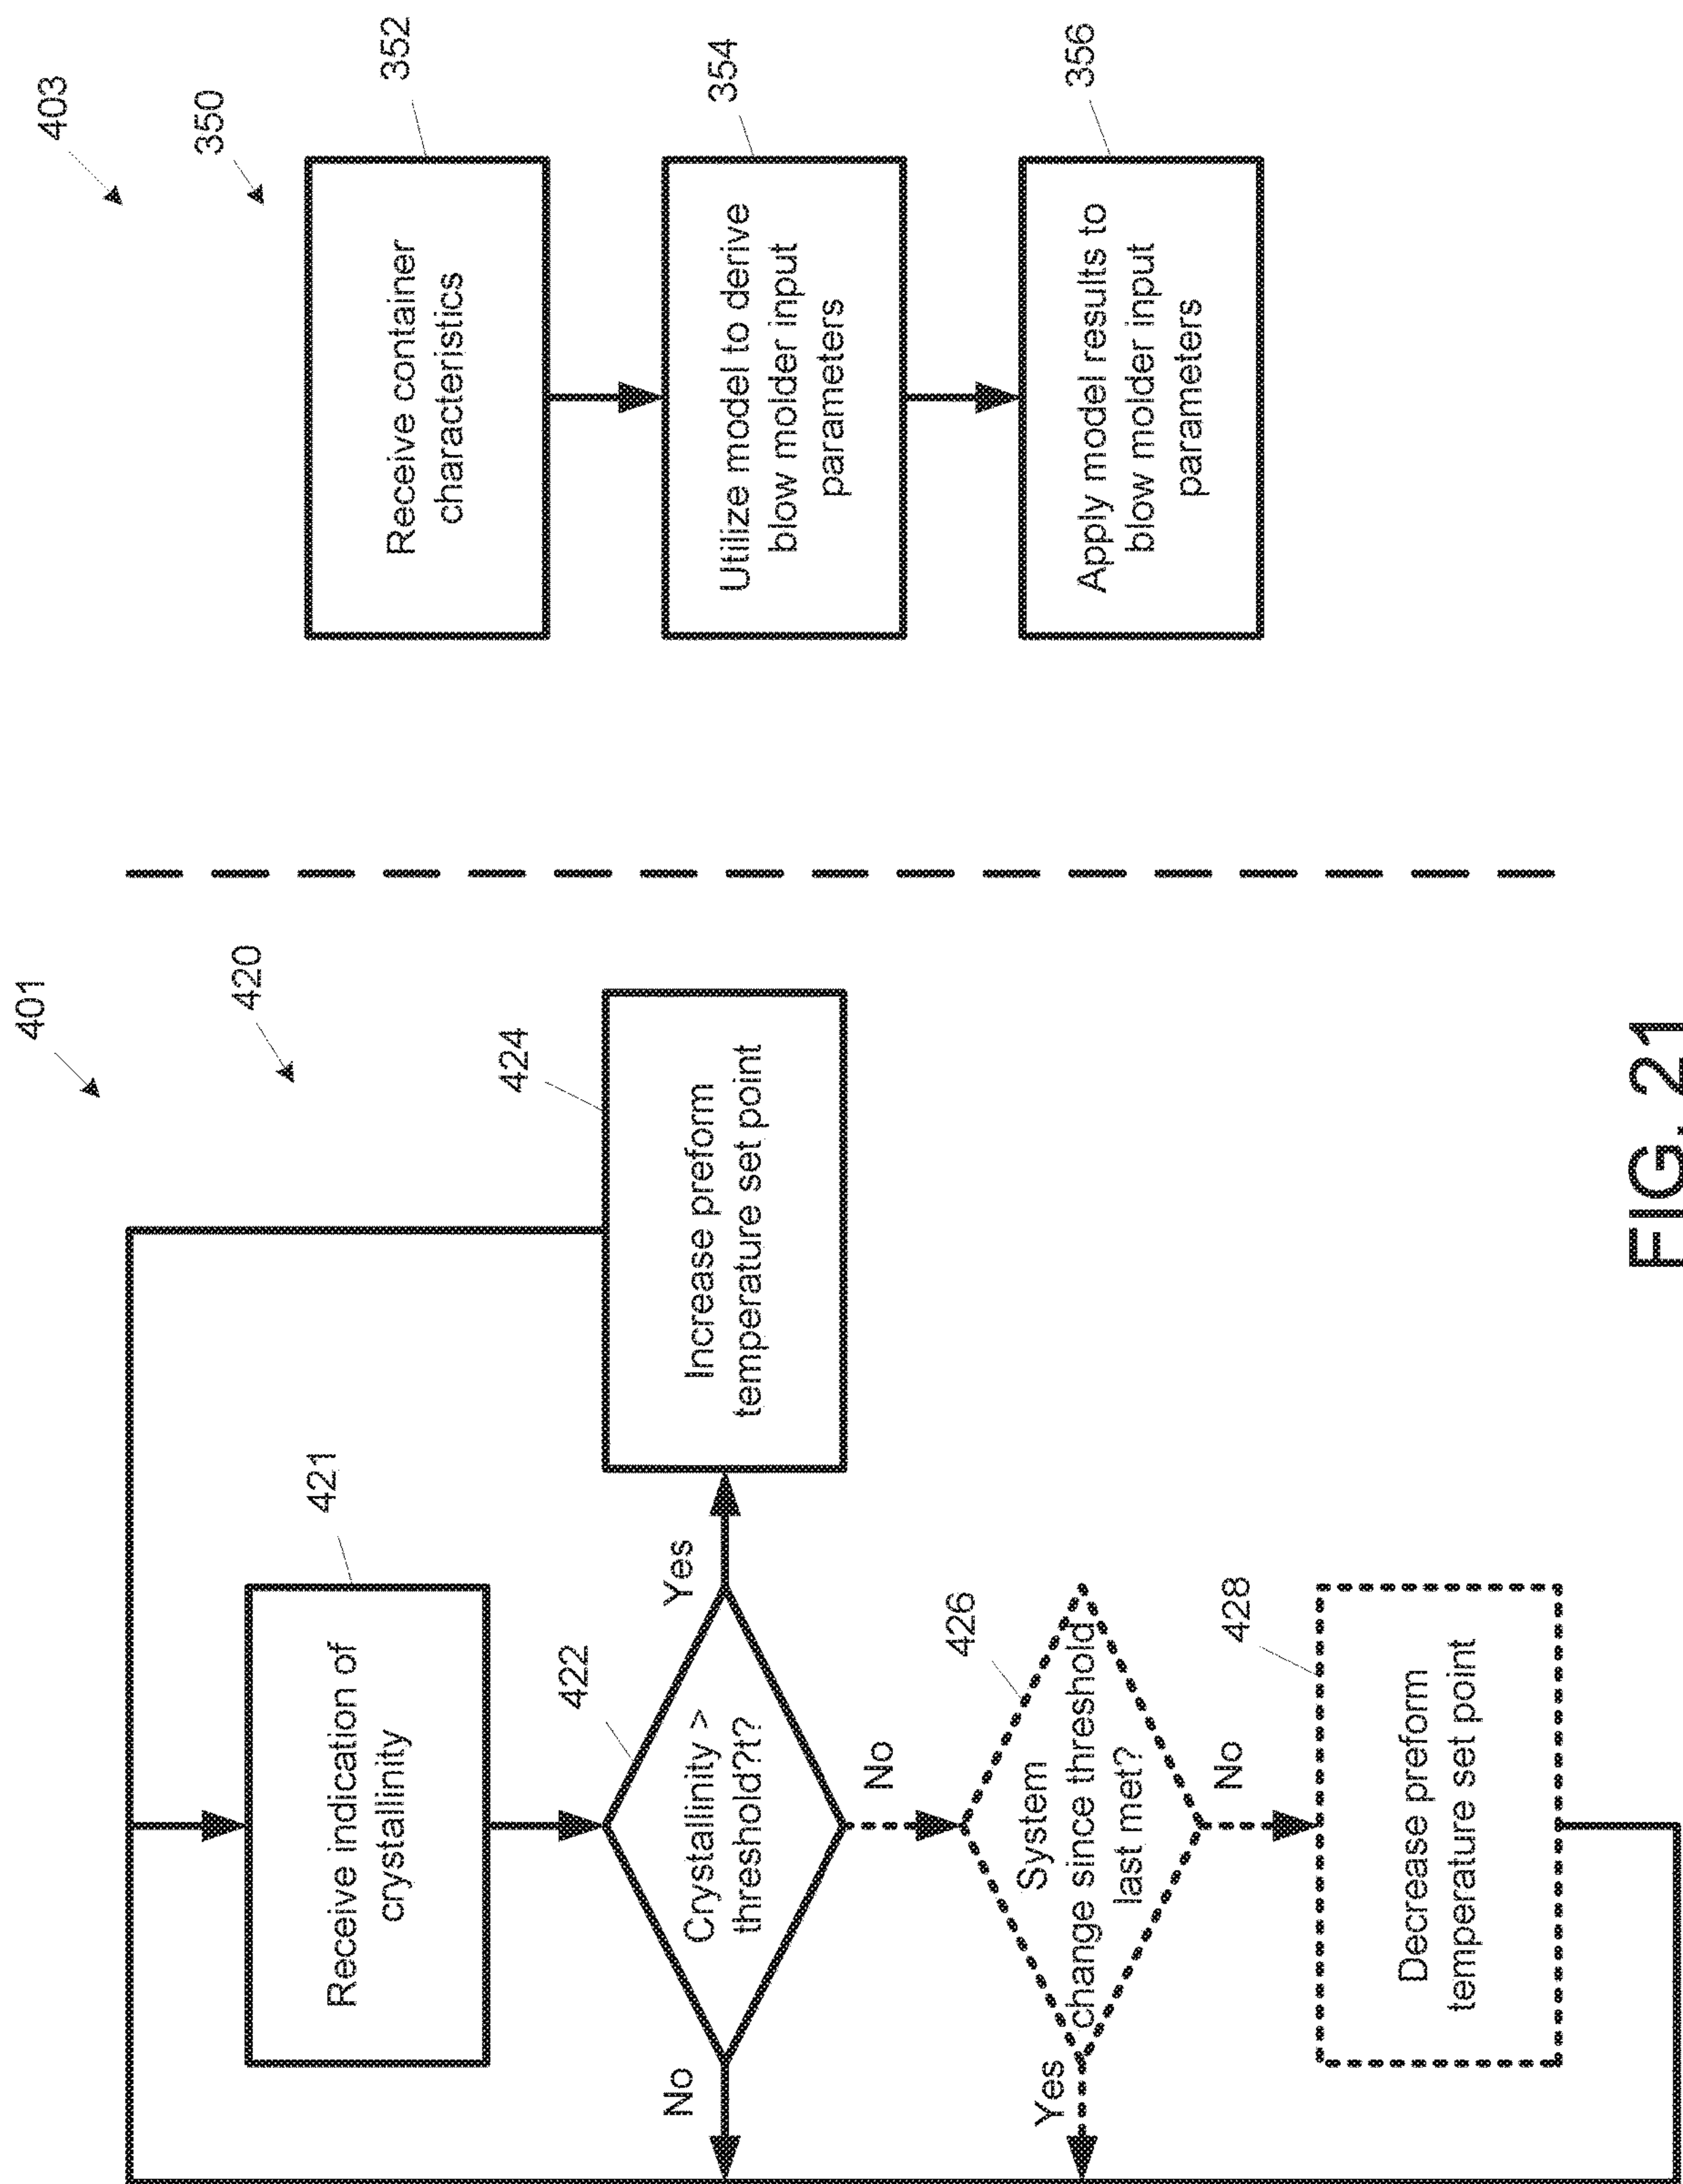 401
420
421
Receive indication of
crystallinity
422
Crystallinity >
threshold?t?
Yes
No
No
424
Increase preform
temperature set point
426
System
change since threshold
last met?
Yes
No
428
Decrease preform
temperature set point
403
350
352
Receive container
characteristics
354
Utilize model to derive
blow molder input
parameters
356
Apply model results to
blow molder input
parameters
FIG. 21